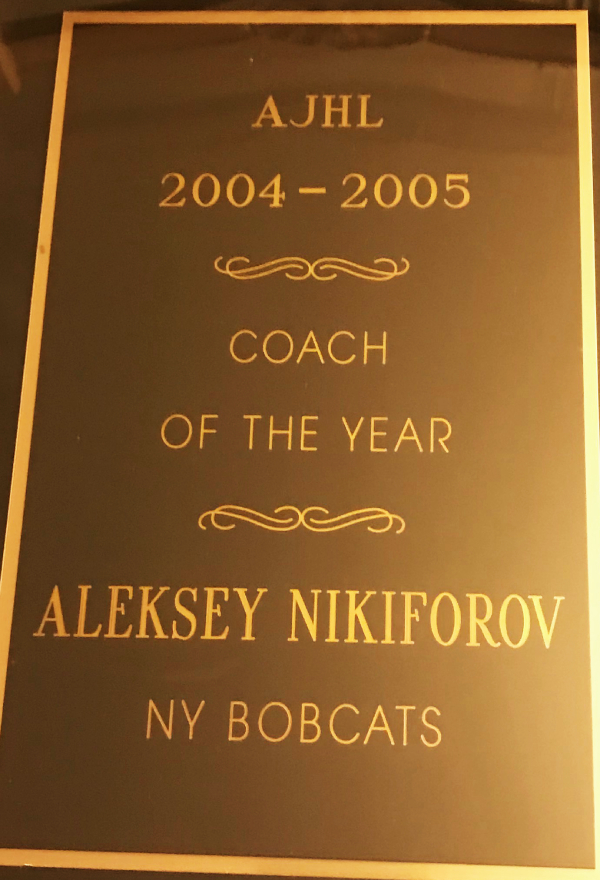 AJHL
2004 – 2005
COACH
OF THE YEAR
ALEKSEY NIKIFOROV
NY BOBCATS